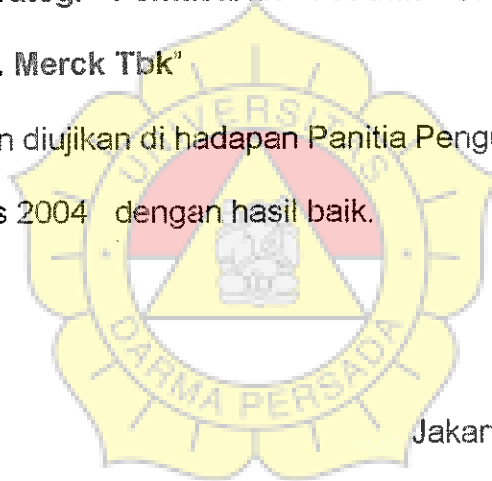 . Merck Tbk"
n diujikan di hadapan Panitia Peng
s 2004 dengan hasil baik.
UNIVERSITAS
DARMA PERSADA
Jakar